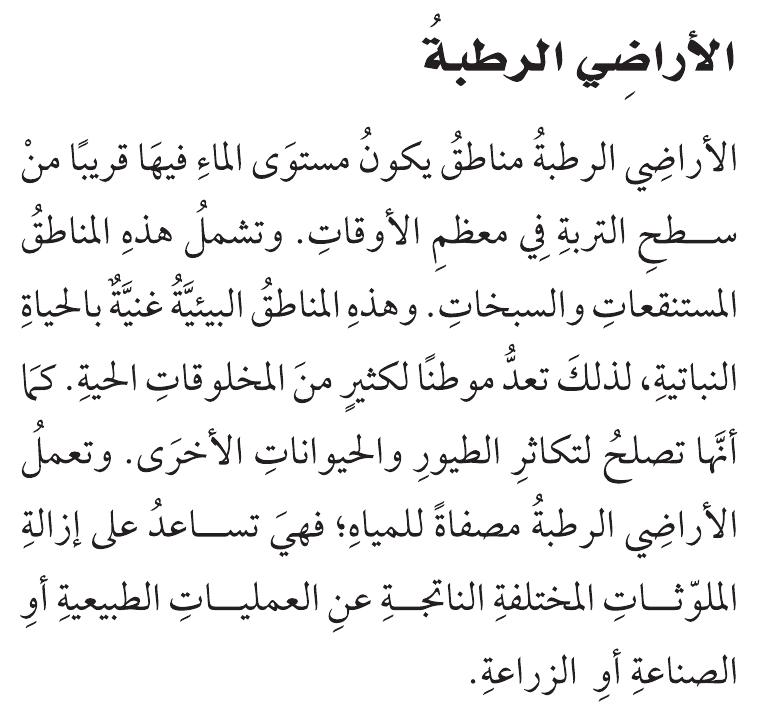 الأراضِي الرطبةُ
الأراضِي الرطبةُ مناطقُ يكونُ مستوَى الماءِ فيهَا قريبًا منْ
سطحِ التربةِ فِي معظمِ الأوقاتِ. وتشملُ هذهِ المناطقُ
المستنقعاتِ والسبخاتِ. وهذهِ المناطقُ البيئيَّةُ غنيَّةٌ بالحياةِ
النباتيةِ، لذلكَ تعدُّ موطنًا لكثيرٍ منَ المخلوقاتِ الحيةِ. كمَا
أنَّها تصلحُ لتكاثرِ الطيورِ والحيواناتِ الأخرَى. وتعملُ
الأراضِي الرطبةُ مصفاةً للمياهِ؛ فهيَ تساعدُ على إزالةِ
الملوّثاتِ المختلفةِ الناتجةِ عنِ العملياتِ الطبيعيةِ أوِ
الصناعةِ أوِ الزراعةِ.